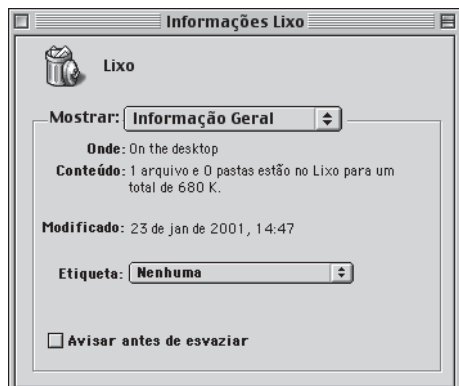 Informações Lixo
Lixo
Mostrar: Informação Geral
Onde: On the desktop
Conteúdo: 1 arquivo e 0 pastas estão no Lixo para um
total de 680 K.
Modificado: 23 de jan de 2001, 14:47
Etiqueta: Nenhuma
Avisar antes de esvaziar